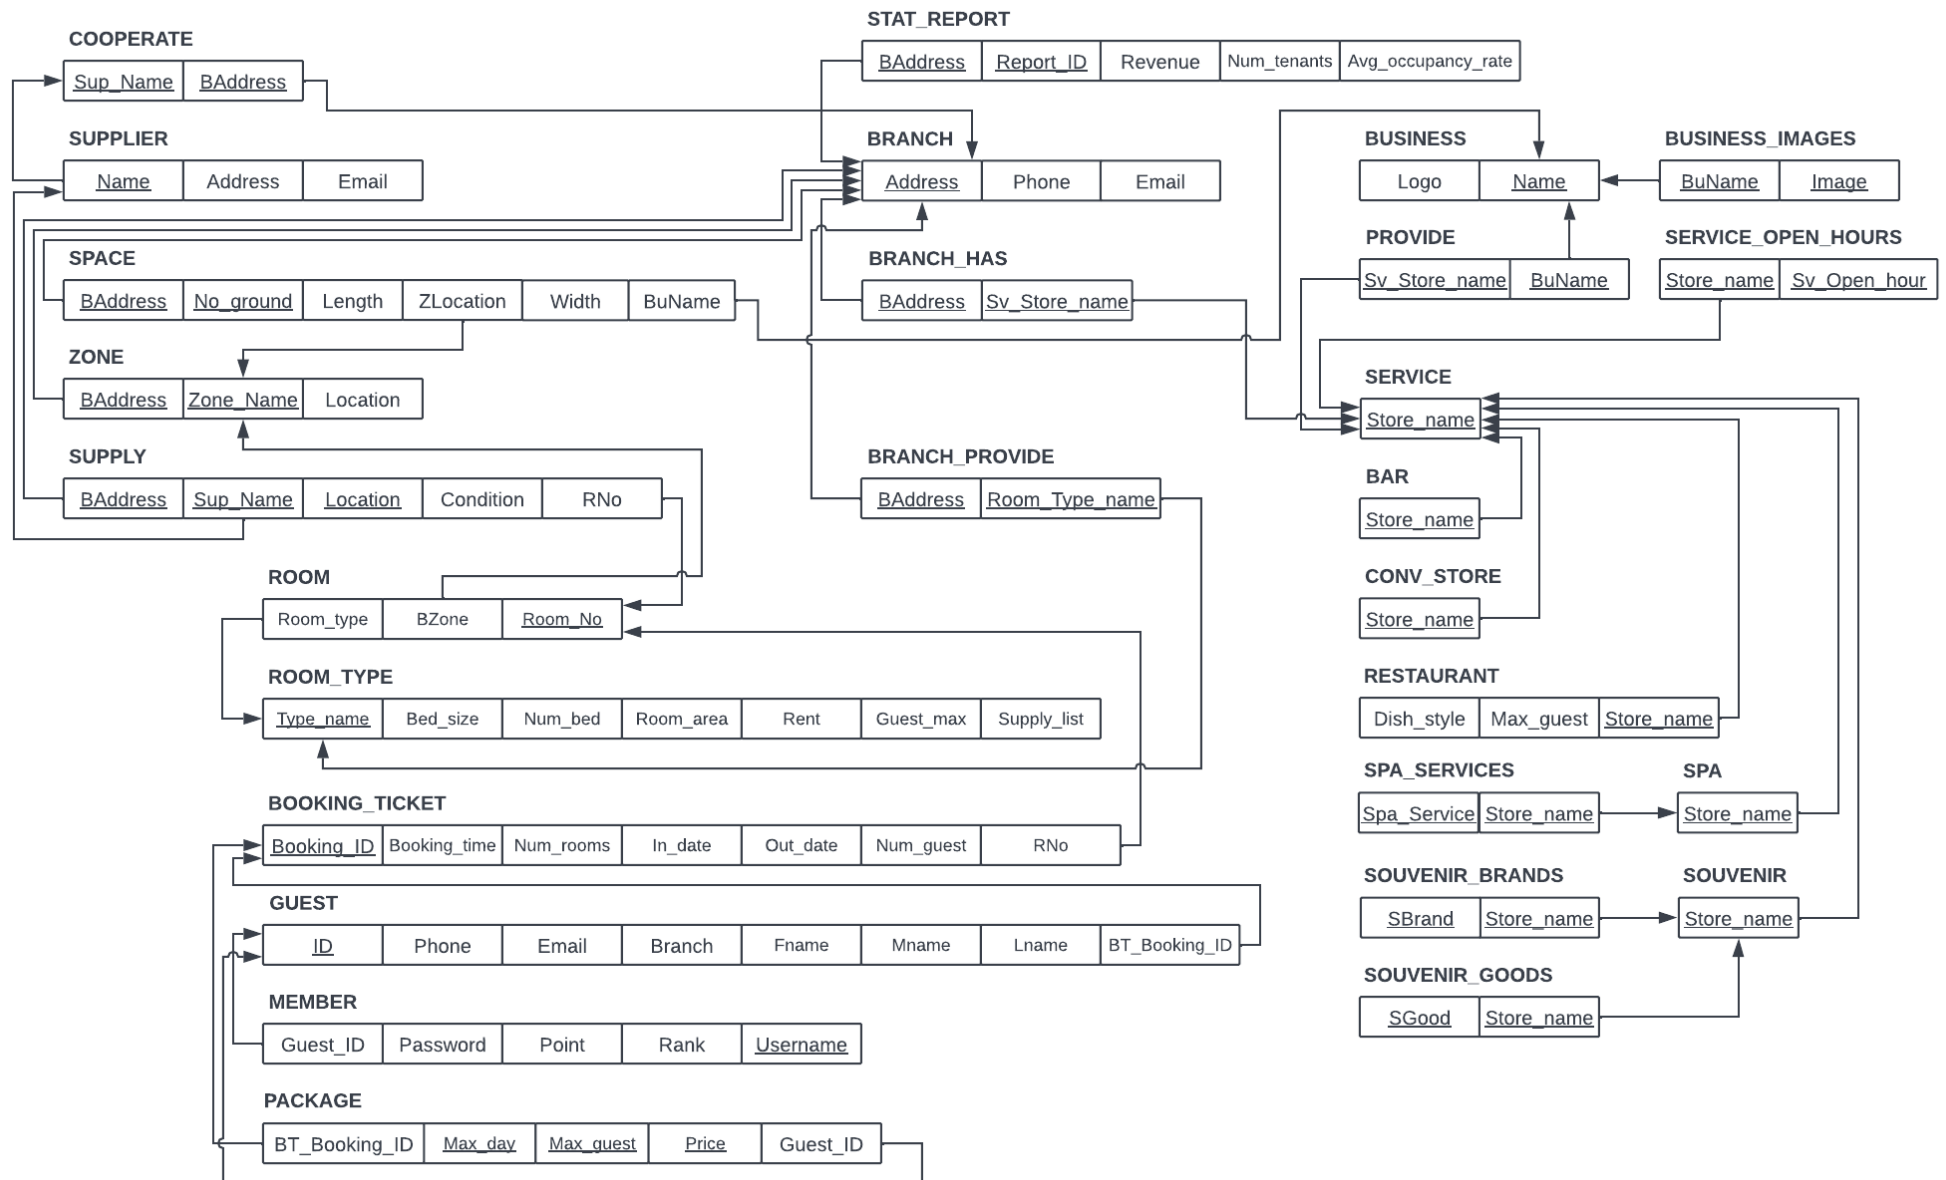 STAT_REPORT
BAddress Report_ID Revenue Num_tenants Avg_occupancy_rate
COOPERATE
Sup_Name BAddress
SUPPLIER
Name Address Email
BRANCH
Address Phone Email
BUSINESS
Logo Name
BUSINESS_IMAGES
BuName Image
SPACE
BAddress No_ground Length ZLocation Width BuName
BRANCH_HAS
BAddress Sv_Store_name
PROVIDE
Sv_Store_name BuName
SERVICE_OPEN_HOURS
Store_name Sv_Open_hour
ZONE
BAddress Zone_Name Location
SERVICE
Store_name
SUPPLY
BAddress Sup_Name Location Condition RNo
BRANCH_PROVIDE
BAddress Room_Type_name
BAR
Store_name
ROOM
Room_type BZone Room_No
CONV_STORE
Store_name
ROOM_TYPE
Type_name Bed_size Num_bed Room_area Rent Guest_max Supply_list
RESTAURANT
Dish_style Max_guest Store_name
SPA_SERVICES
Spa_Service Store_name
SPA
Store_name
BOOKING_TICKET
Booking_ID Booking_time Num_rooms In_date Out_date Num_guest RNo
SOUVENIR_BRANDS
SBrand Store_name
SOUVENIR
Store_name
GUEST
ID Phone Email Branch Fname Mname Lname BT_Booking_ID
SOUVENIR_GOODS
SGood Store_name
MEMBER
Guest_ID Password Point Rank Username
PACKAGE
BT_Booking_ID Max_day Max_guest Price Guest_ID